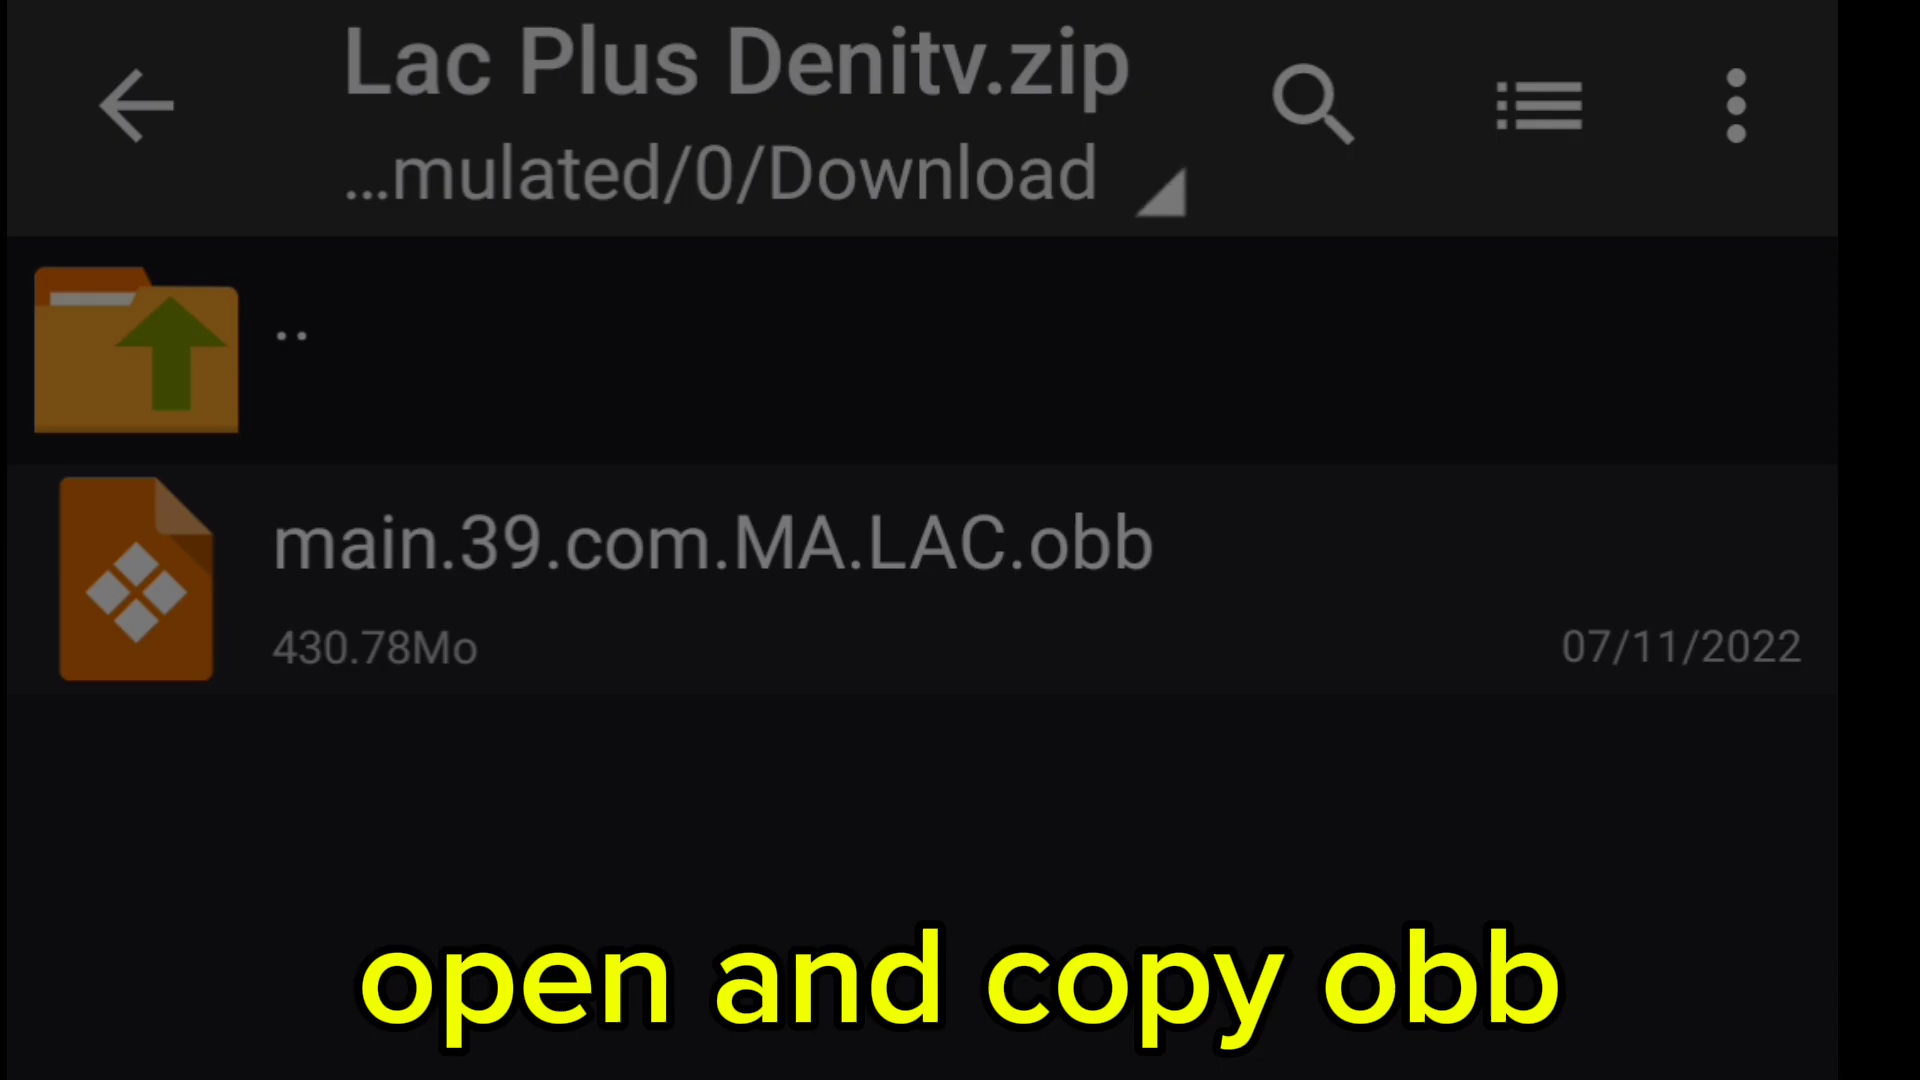 Lac Plus Denitv.zip
...mulated/0/Download
..
main.39.com.MA.LAC.obb
430.78Mo
07/11/2022
open and copy obb